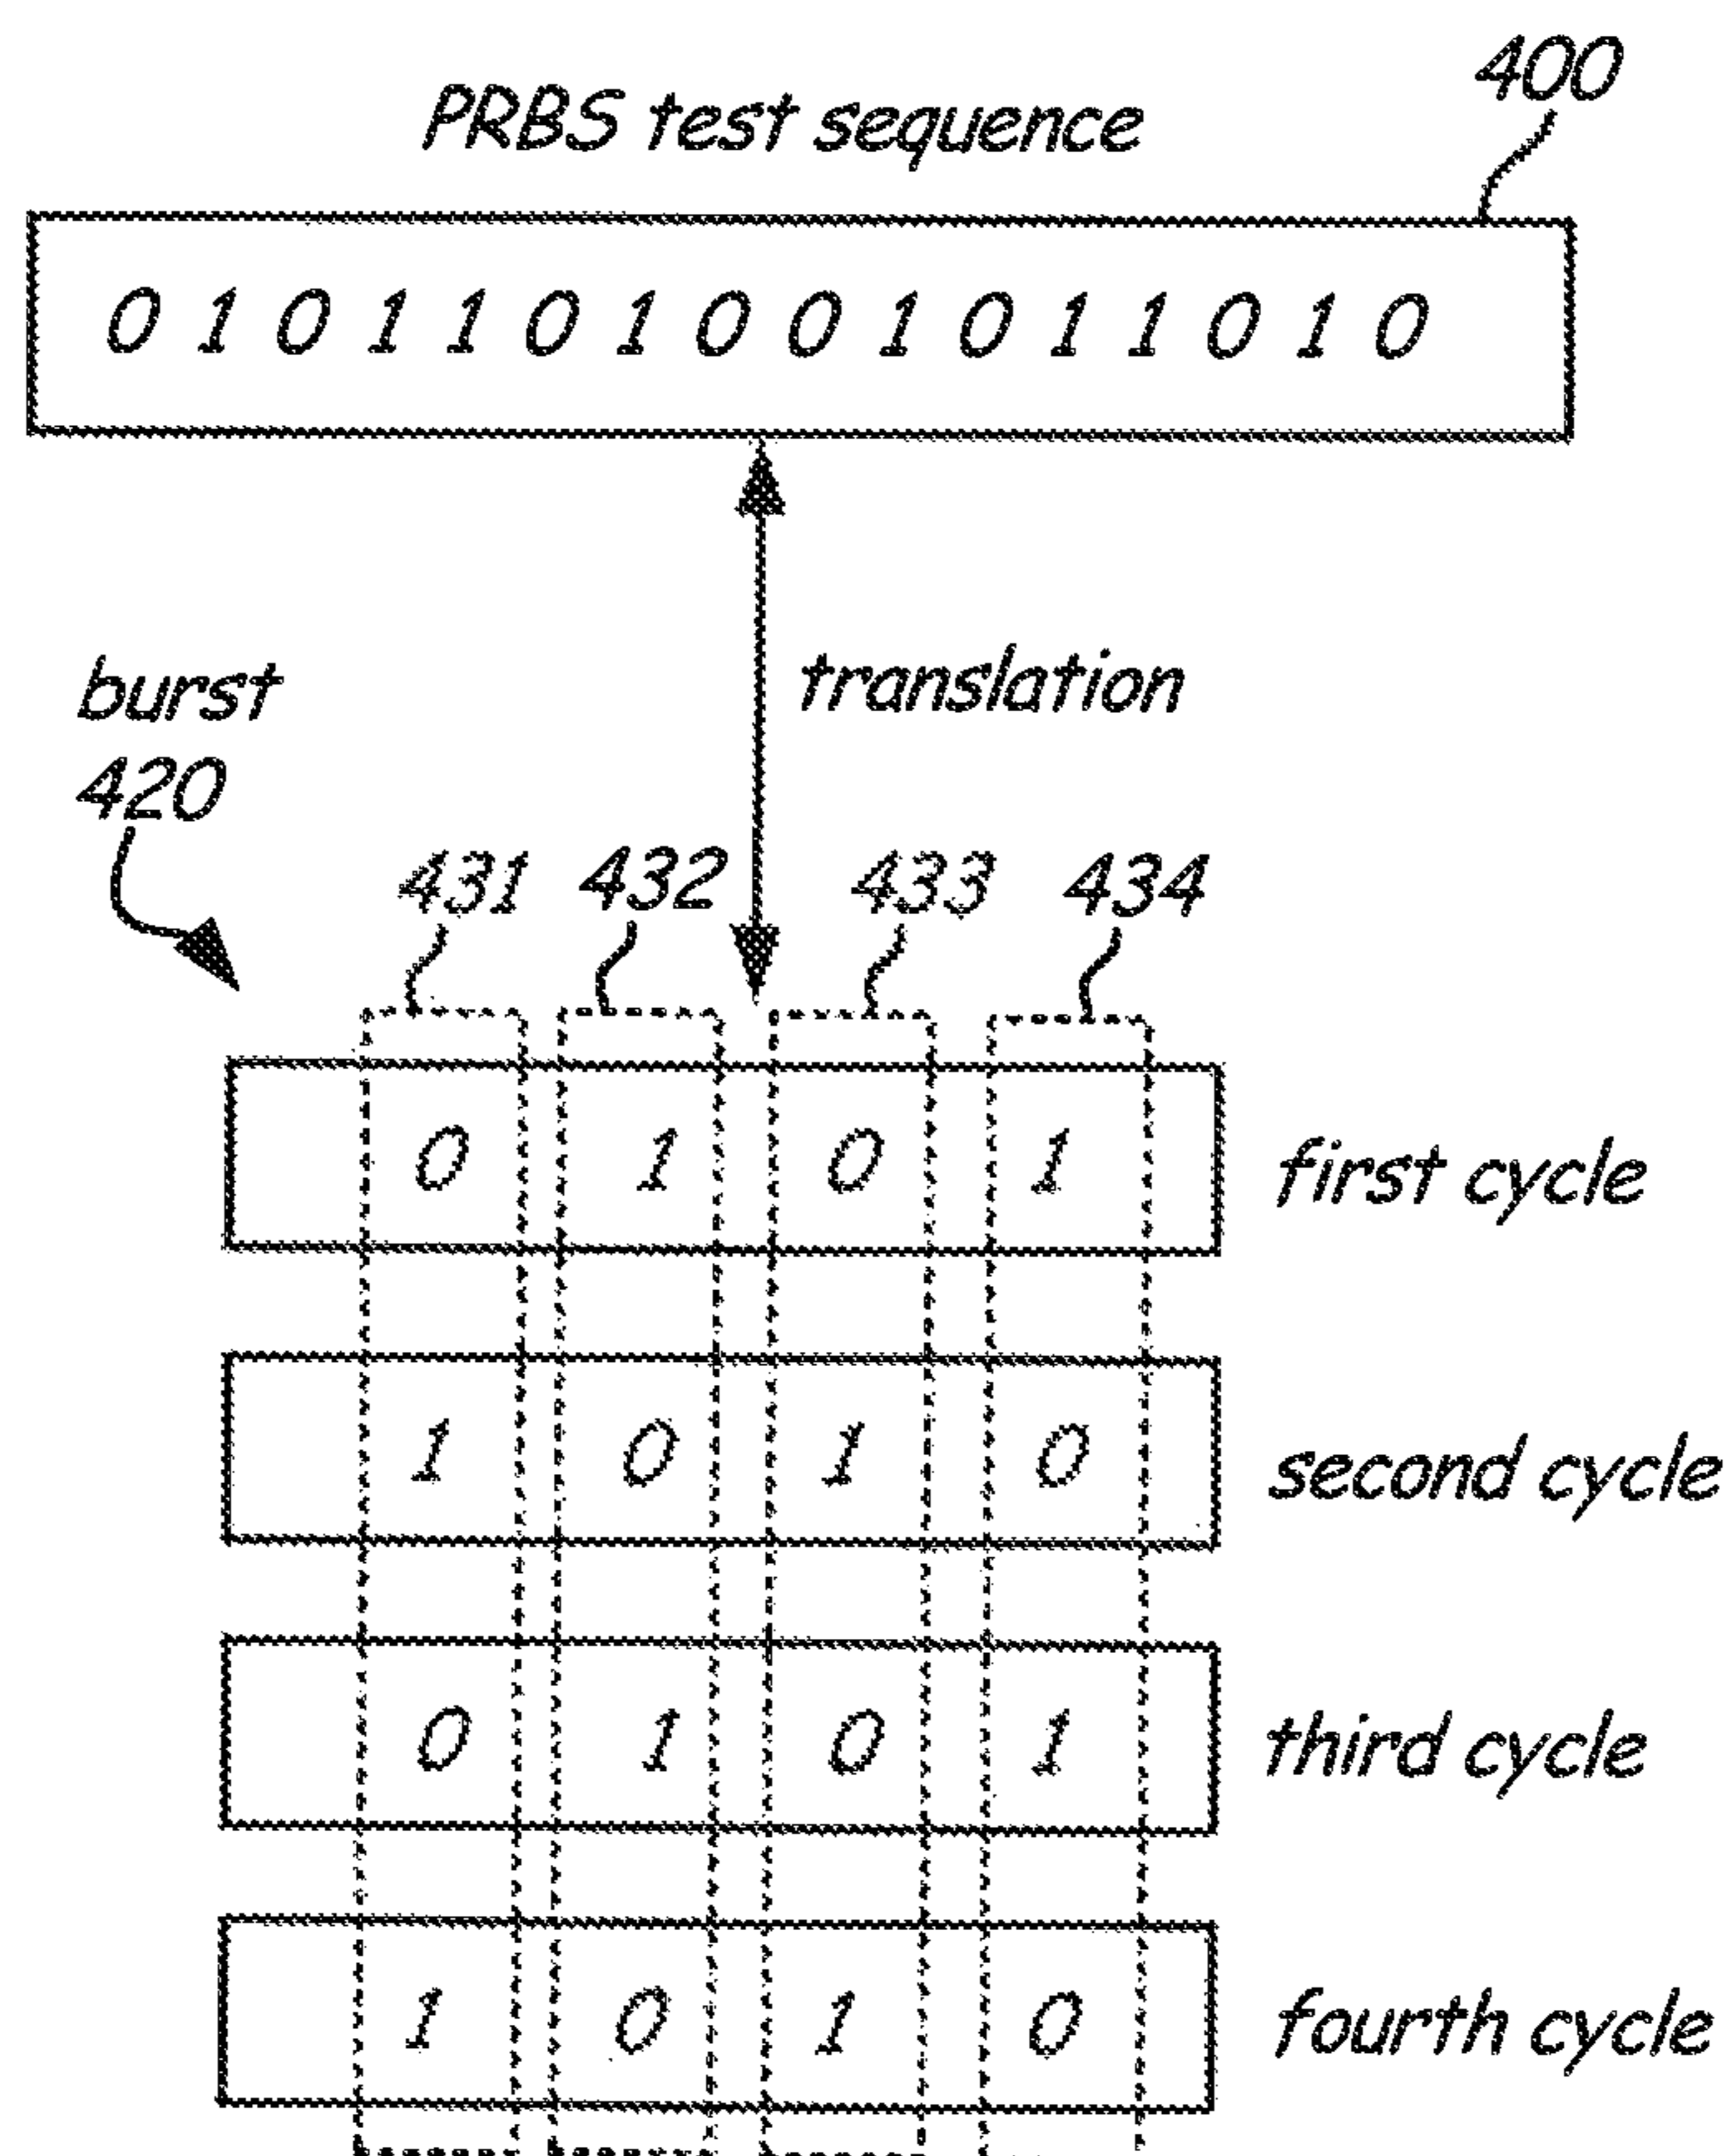 400
PRBS test sequence
0 1 0 1 1 0 1 0 0 1 0 1 1 0 1 0
burst
420
translation
431 432 433 434
0 1 0 1 first cycle
1 0 1 0 second cycle
0 1 0 1 third cycle
1 0 1 0 fourth cycle